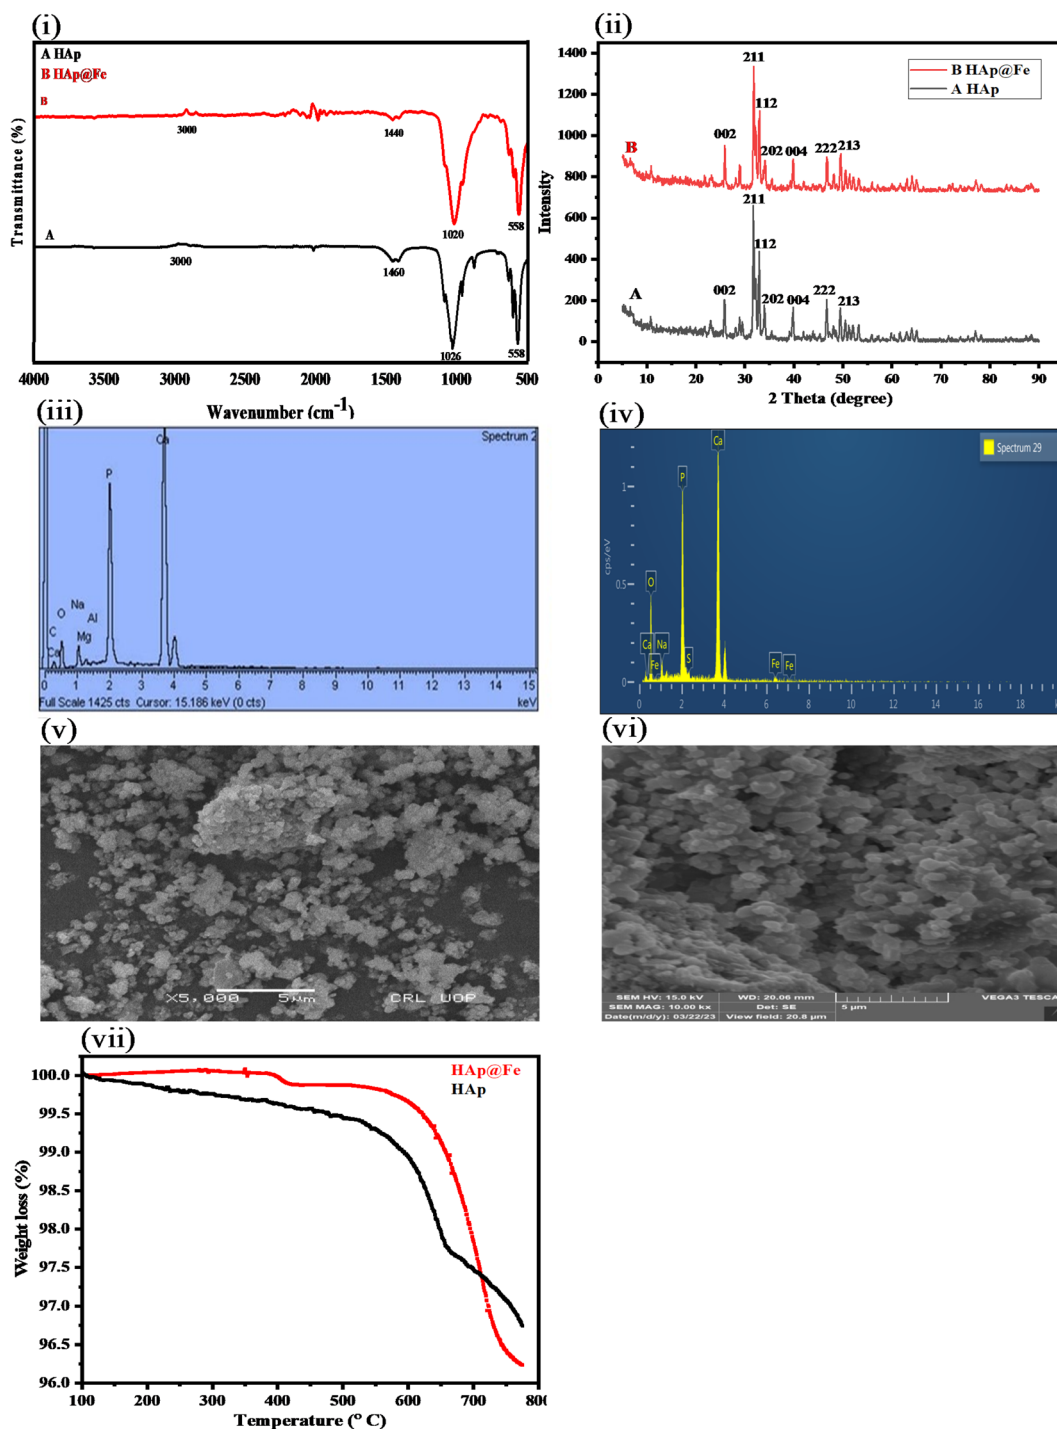 (i)
A HAp
B HAp@Fe
B
3000
1440
1020
558
A
3000
1460
1026
558
Transmittance (%)
4000 3500 3000 2500 2000 1500 1000 500
Wavenumber (cm-1)
(ii)
B HAp@Fe
A HAp
1400
1200
1000
800
600
400
200
0
Intensity
B
002
211
112
202
004
222
213
A
002
211
112
202
004
222
213
0 10 20 30 40 50 60 70 80 90
2 Theta (degree)
(iii)
Spectrum 2
Ca
P
Na
O
Al
C
Mg
Ca
0 1 2 3 4 5 6 7 8 9 10 11 12 13 14 15
Full Scale 1425 cts Cursor: 15.186 keV (0 cts)
keV
(iv)
Spectrum 29
Ca
P
O
Ca
Fe
Na
S
Fe
Fe
cps/eV
1
0.5
0
0 2 4 6 8 10 12 14 16 18
(v)
X5,000 5µm CRL UOP
(vi)
SEM HV: 15.0 kV WD: 20.06 mm VEGA3 TESCA
SEM MAG: 10.00 kx Det: SE 5 µm
Date(m/d/y): 03/22/23 View field: 20.8 µm
(vii)
HAp@Fe
HAp
100.0
99.5
99.0
98.5
98.0
97.5
97.0
96.5
96.0
Weight loss (%)
100 200 300 400 500 600 700 800
Temperature (° C)